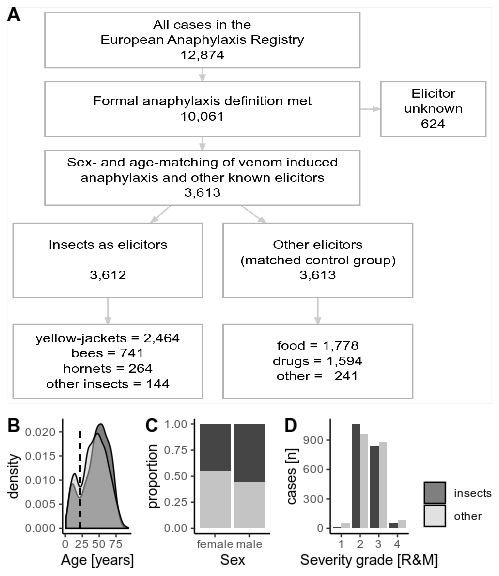 A
All cases in the
European Anaphylaxis Registry
12,874
Formal anaphylaxis definition met
10,061
Elicitor
unknown
624
Sex- and age-matching of venom induced
anaphylaxis and other known elicitors
3,613
Insects as elicitors
3,612
Other elicitors
(matched control group)
3,613
yellow-jackets = 2,464
bees = 741
hornets = 264
other insects = 144
food = 1,778
drugs = 1,594
other = 241
B
density
0.020
0.015
0.010
0.005
0.000
0 25 50 75
Age [years]
C
proportion
1.00
0.75
0.50
0.25
0.00
female male
Sex
D
cases [n]
900
600
300
0
1 2 3 4
Severity grade [R&M]
insects
other